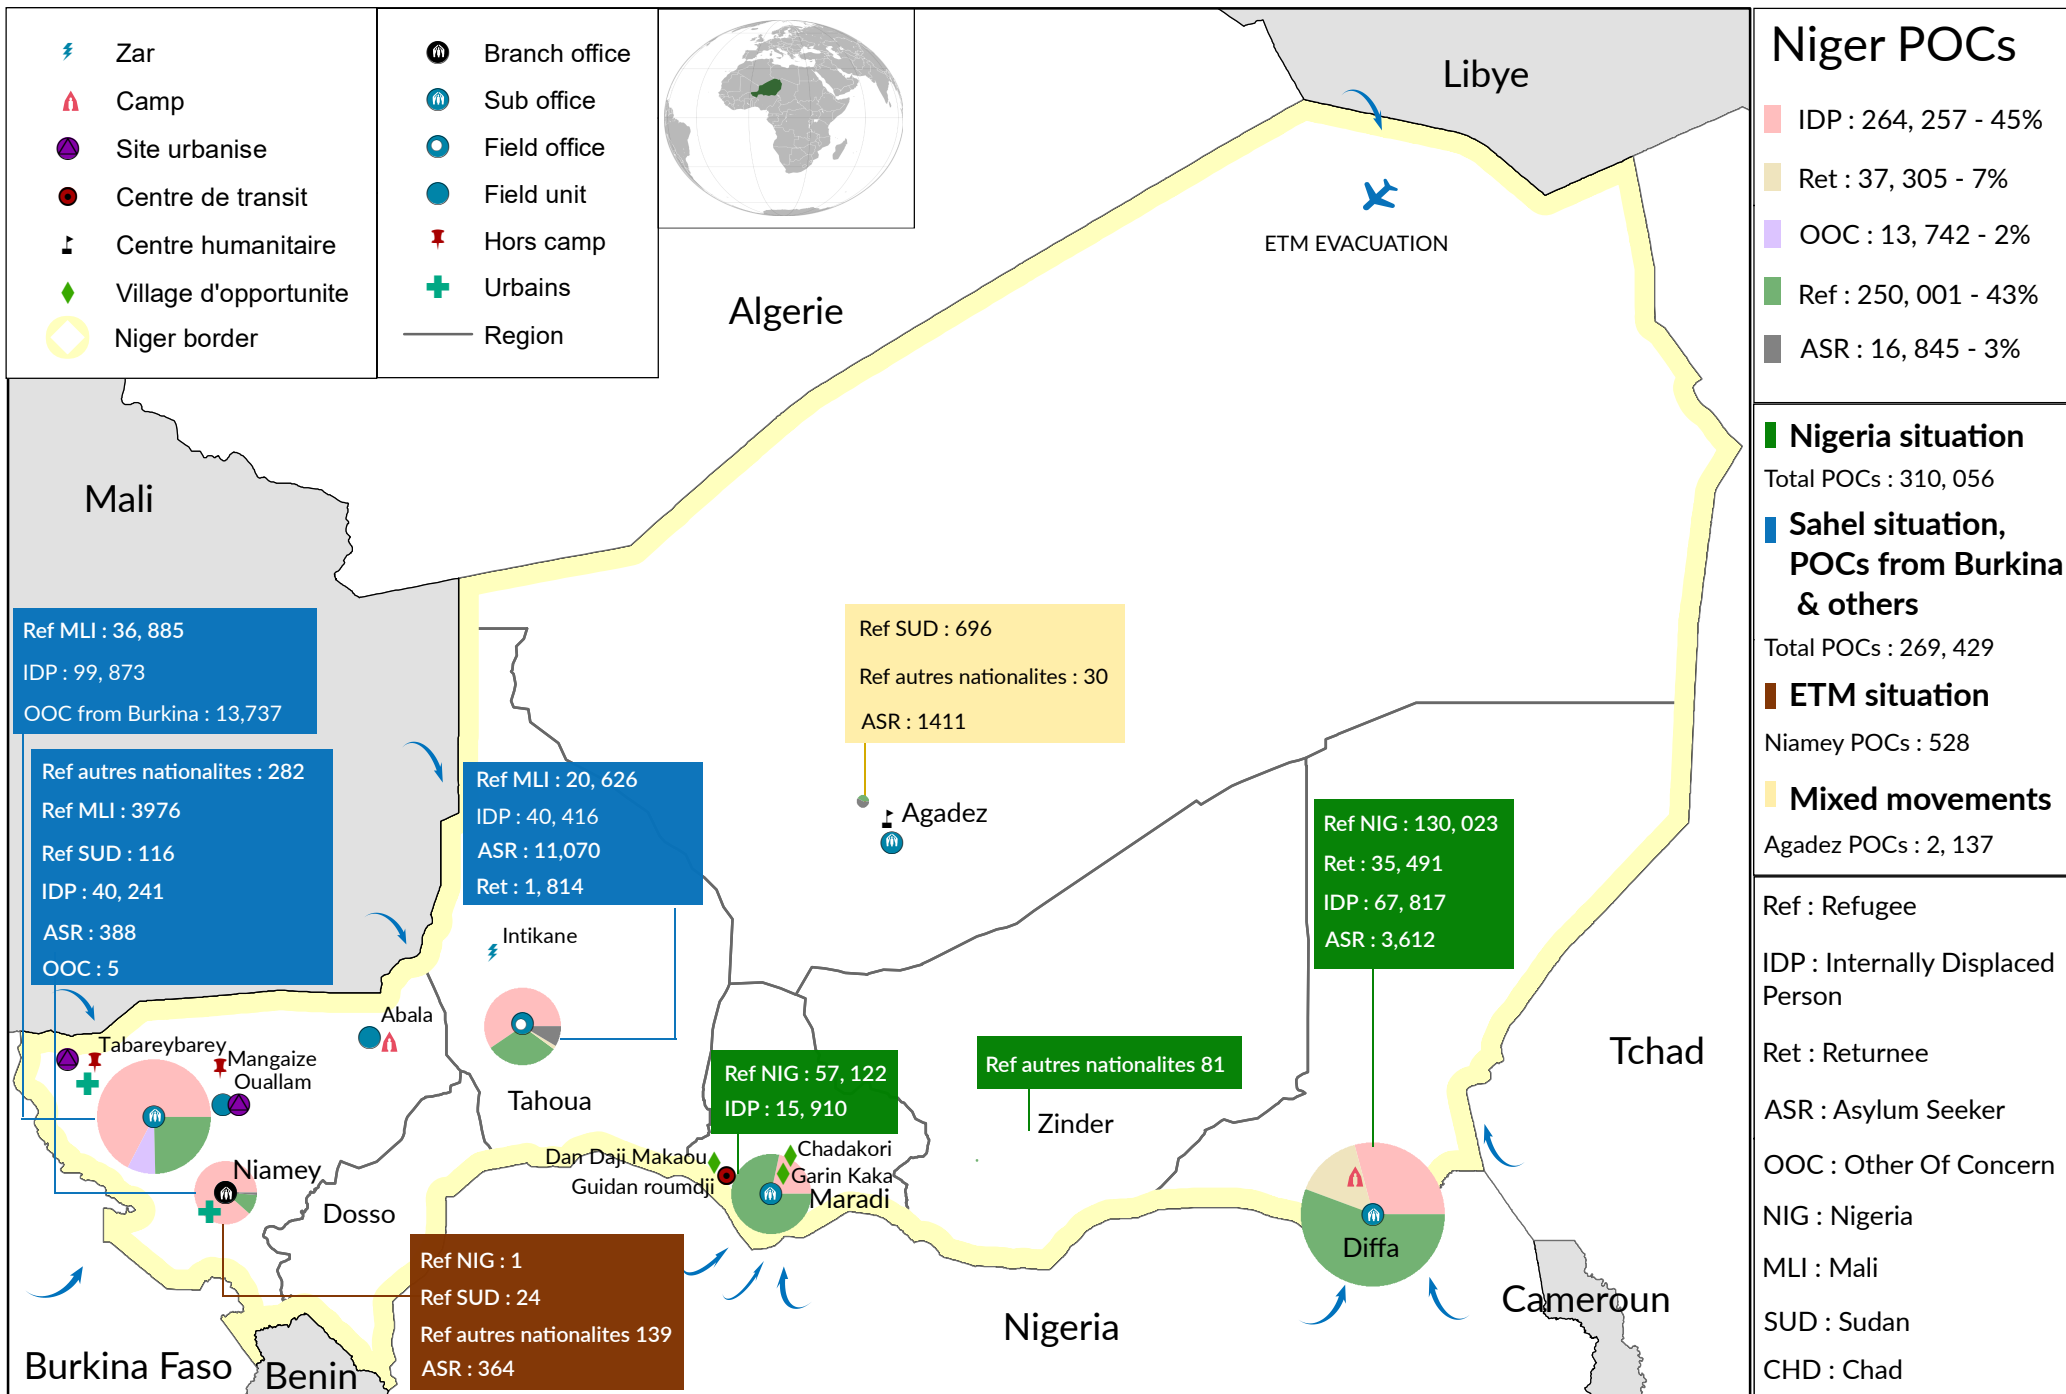 Zar
Camp
Site urbanise
Centre de transit
Centre humanitaire
Village d'opportunite
Niger border
Branch office
Sub office
Field office
Field unit
Hors camp
Urbains
Region
Niger POCs
IDP : 264, 257 - 45%
Ret : 37, 305 - 7%
OOC : 13, 742 - 2%
Ref : 250, 001 - 43%
ASR : 16, 845 - 3%
Nigeria situation
Total POCs : 310, 056
Sahel situation,
POCs from Burkina
& others
Total POCs : 269, 429
ETM situation
Niamey POCs : 528
Mixed movements
Agadez POCs : 2, 137
Ref : Refugee
IDP : Internally Displaced
Person
Ret : Returnee
ASR : Asylum Seeker
OOC : Other Of Concern
NIG : Nigeria
MLI : Mali
SUD : Sudan
CHD : Chad
Libye
ETM EVACUATION
Algerie
Mali
Ref MLI : 36, 885
IDP : 99, 873
OOC from Burkina : 13,737
Ref autres nationalites : 282
Ref MLI : 3976
Ref SUD : 116
IDP : 40, 241
ASR : 388
OOC : 5
Ref MLI : 20, 626
IDP : 40, 416
ASR : 11,070
Ret : 1, 814
Ref SUD : 696
Ref autres nationalites : 30
ASR : 1411
Agadez
Ref NIG : 130, 023
Ret : 35, 491
IDP : 67, 817
ASR : 3,612
Intikane
Abala
Tabareybarey
Mangaize
Ouallam
Tahoua
Ref NIG : 57, 122
IDP : 15, 910
Ref autres nationalites 81
Zinder
Tchad
Dan Daji Makaou
Guidan roumdji
Chadakori
Garin Kaka
Maradi
Niamey
Dosso
Diffa
Ref NIG : 1
Ref SUD : 24
Ref autres nationalites 139
ASR : 364
Nigeria
Cameroun
Burkina Faso
Benin